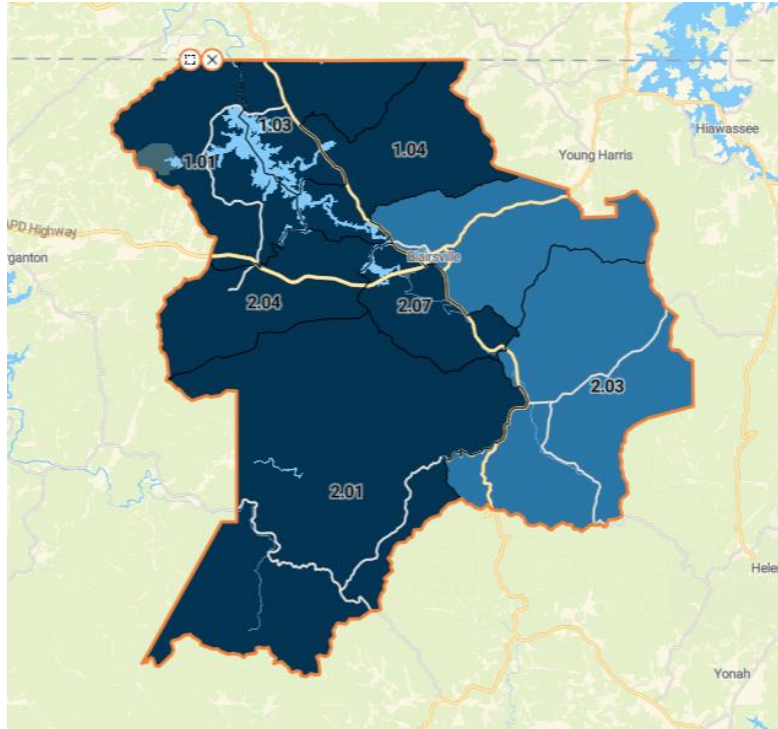 1.03
Hiawassee
1.01
1.04
Young Harris
APD Highway
rganton
Blairsville
2.04
2.07
2.03
2.01
Heler
Yonah